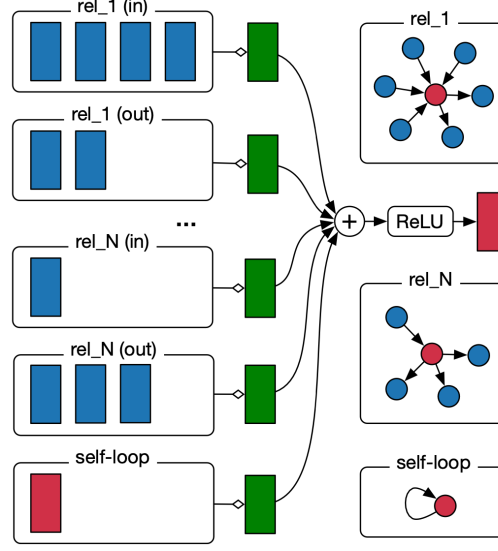 rel_1 (in)
rel_1 (out)
...
rel_N (in)
rel_N (out)
self-loop
+
ReLU
rel_1
rel_N
self-loop